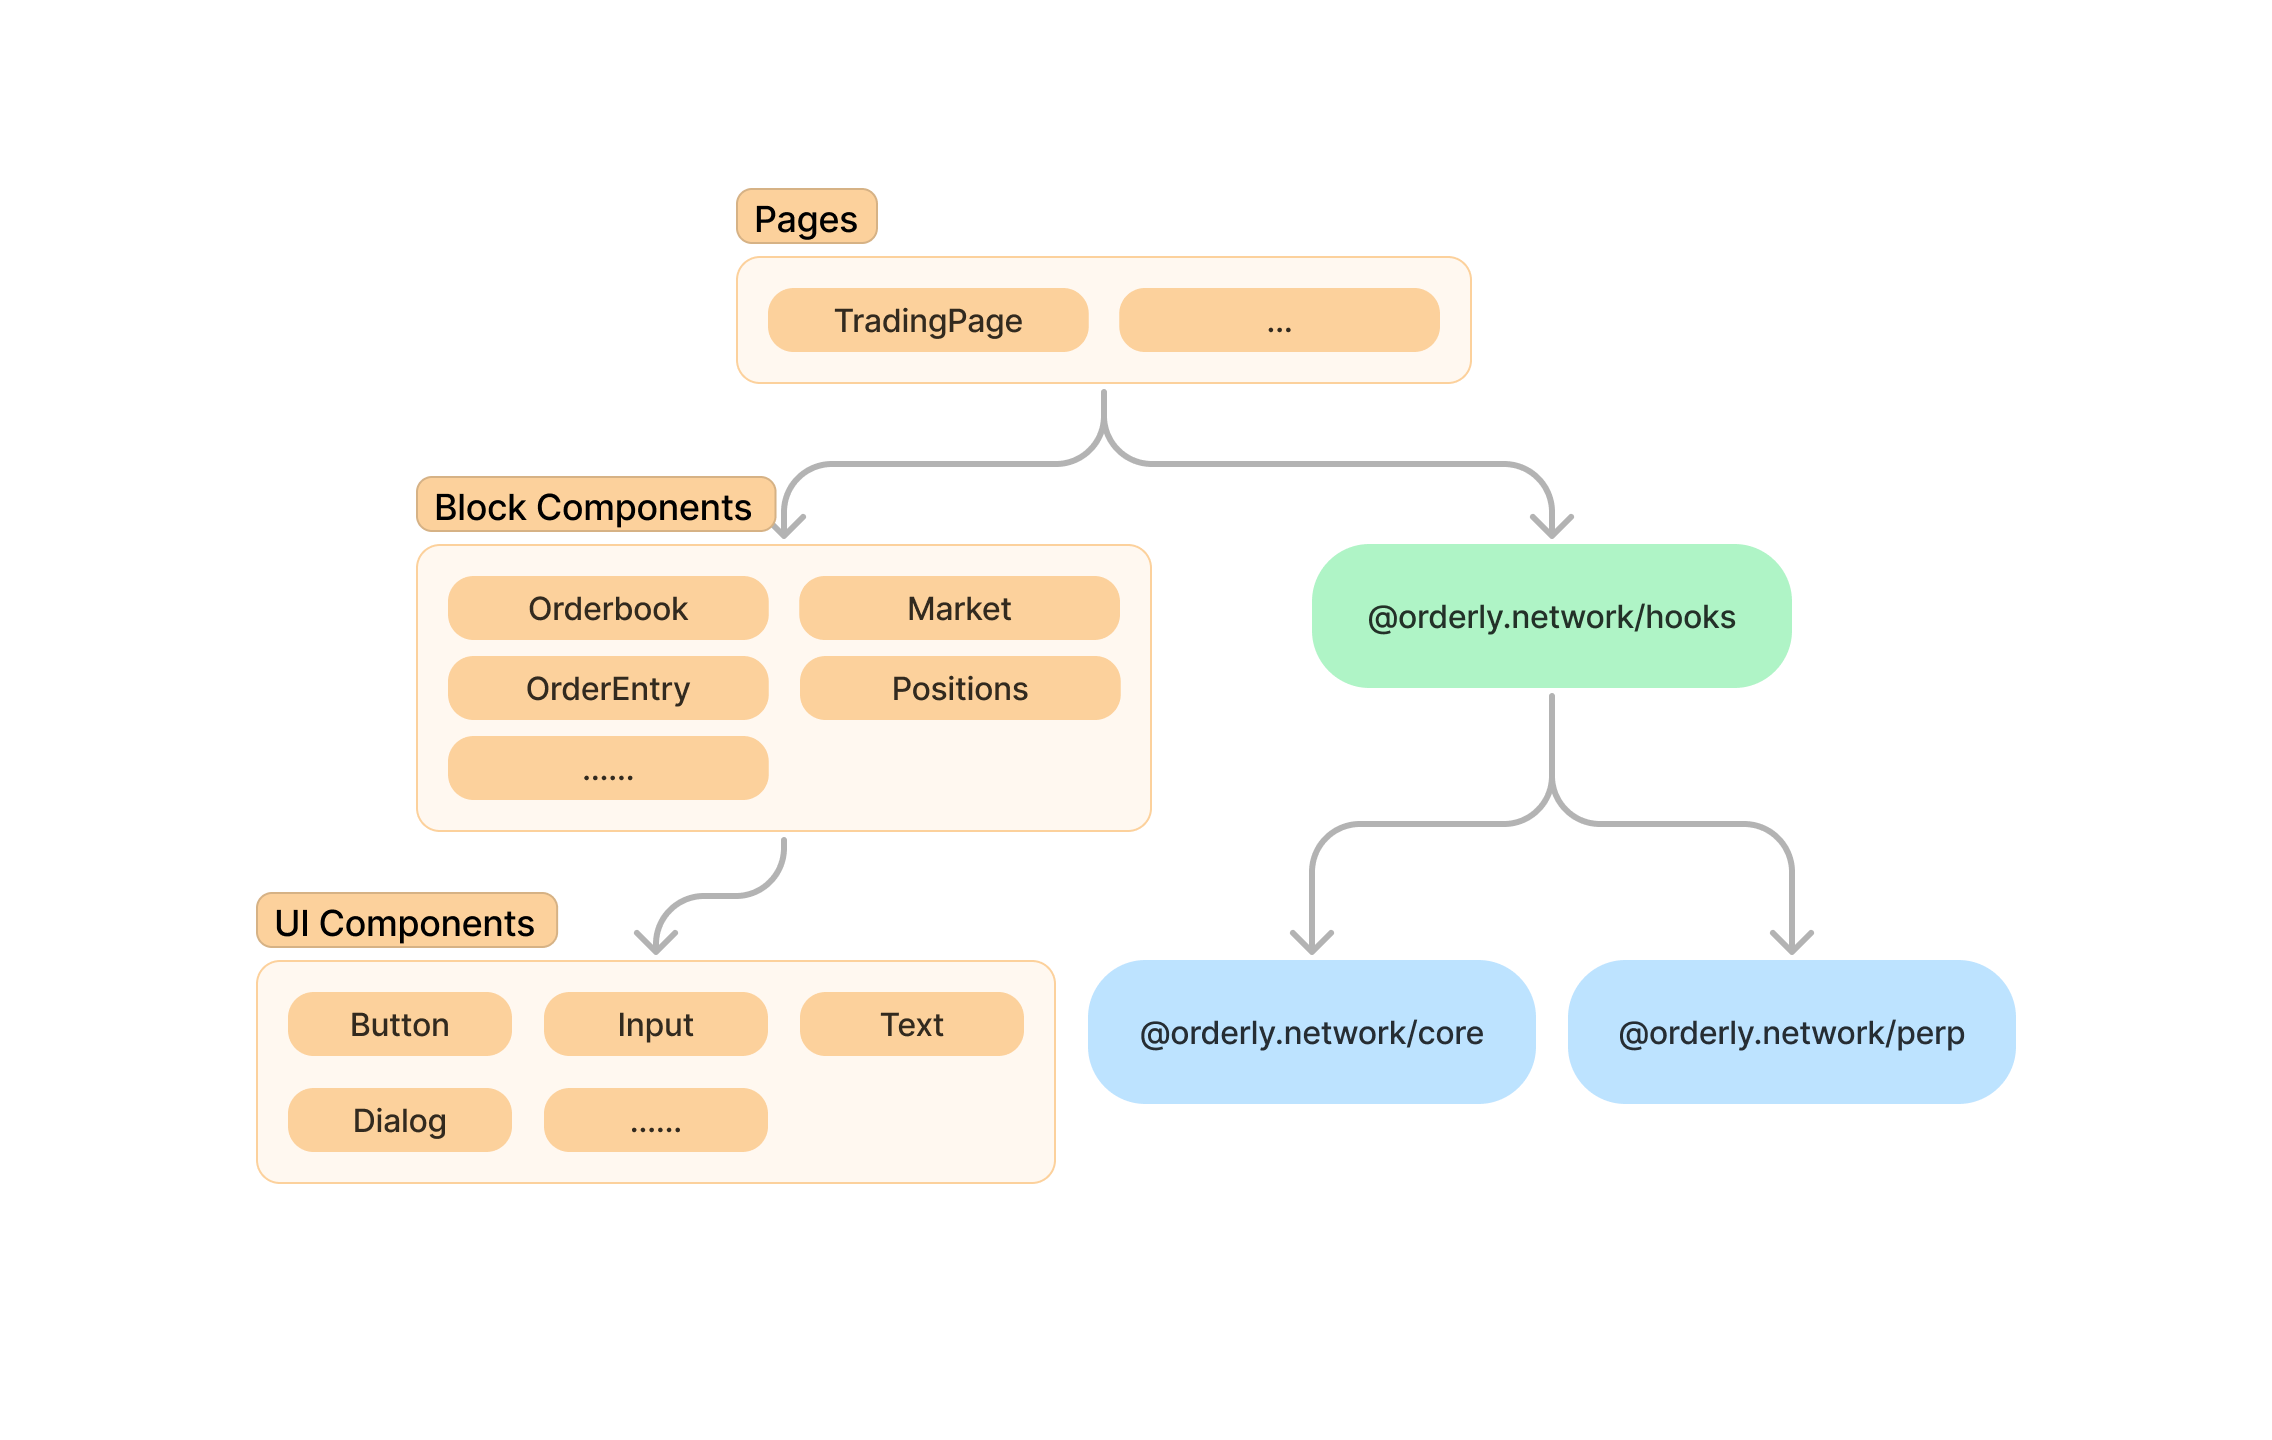 Pages
TradingPage
...
Block Components
Orderbook
Market
OrderEntry
Positions
......
@orderly.network/hooks
UI Components
Button
Input
Text
Dialog
......
@orderly.network/core
@orderly.network/perp